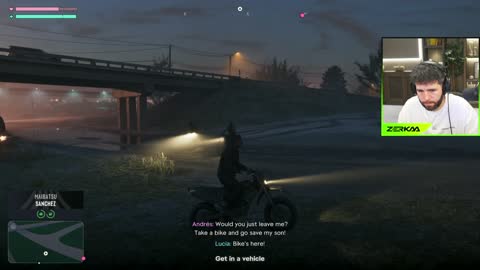 ZERKAA
MAIBATSU
SANCHEZ
Andrés: Would you just leave me?
Take a bike and go save my son!
Lucia: Bike's here!
Get in a vehicle